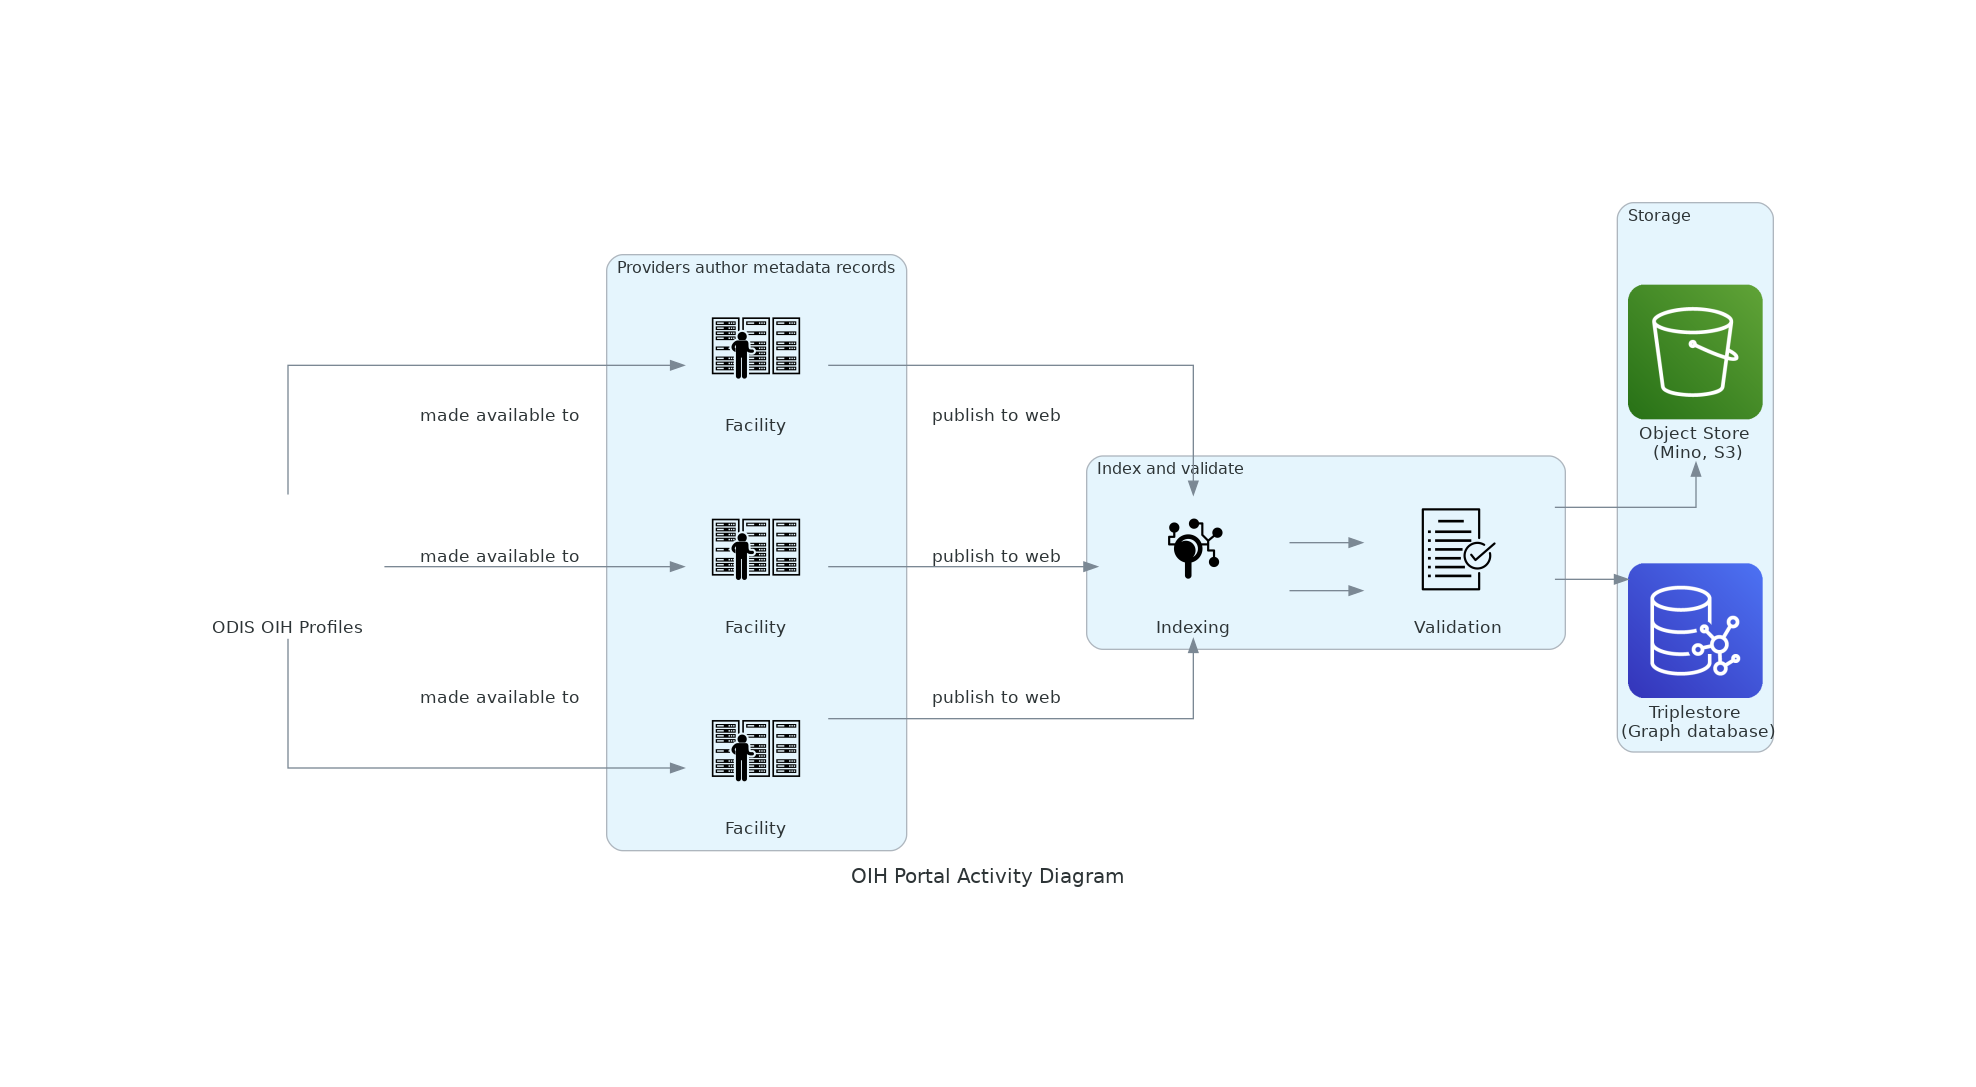 Storage
Providers author metadata records
made available to
Facility
publish to web
Object Store
(Mino, S3)
Index and validate
made available to
publish to web
ODIS OIH Profiles
Facility
Indexing
Validation
made available to
publish to web
Triplestore
(Graph database)
Facility
OIH Portal Activity Diagram